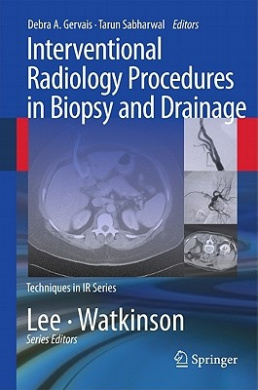 Debra A. Gervais · Tarun Sabharwal Editors
Interventional
Radiology Procedures
in Biopsy and Drainage
Techniques in IR Series
Lee · Watkinson
Series Editors
Springer